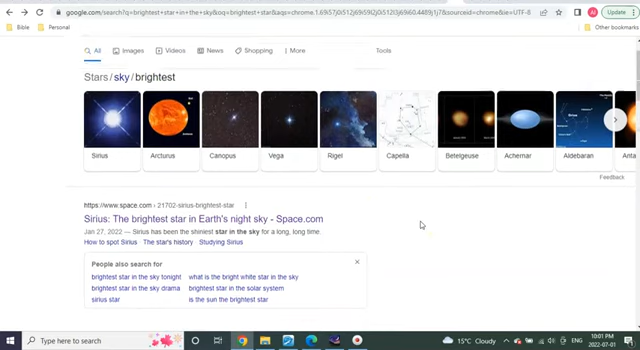 google.com/search?q=brightest+star+in+the+sky&oq=brightest+star&aqs=chrome.1.69i57j0i512j69i59l2j0i512l3j69i60.4489j1j7&sourceid=chrome&ie=UTF-8
Update
Bible
Personal
Other bookmarks
All
Images
Videos
News
Shopping
More
Tools
Stars / sky / brightest
Sirius
Arcturus
Canopus
Vega
Rigel
Capella
Betelgeuse
Achernar
Aldebaran
Anta
Feedback
https://www.space.com › 21702-sirius-brightest-star
Sirius: The brightest star in Earth's night sky - Space.com
Jan 27, 2022 — Sirius has been the shiniest star in the sky for a long, long time.
How to spot Sirius
The star's history
Studying Sirius
People also search for
brightest star in the sky tonight
what is the bright white star in the sky
brightest star in the sky drama
brightest star in the solar system
sirius star
is the sun the brightest star
Type here to search
15°C Cloudy
ENG
10:01 PM
2022-07-01